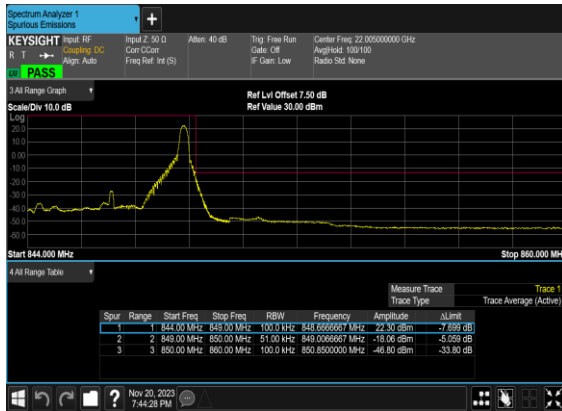 Spectrum Analyzer 1
Spurious Emissions
+
KEYSIGHT Input: RF Input Z: 50 Ω Atten: 40 dB Trig: Free Run Center Freq: 22.005000000 GHz
R T Coupling: DC Corr CCorr Gate: Off Avg|Hold: 100/100
Align: Auto Freq Ref: Int (S) IF Gain: Low Radio Std: None
PASS
3 All Range Graph Ref Lvl Offset 7.50 dB
Scale/Div 10.0 dB Ref Value 30.00 dBm
Log
20.0
10.0
0.00
-10.0
-20.0
-30.0
-40.0
-50.0
-60.0
Start 844.000 MHz Stop 860.000 MH
4 All Range Table
Measure Trace Trace 1
Trace Type Trace Average (Active)
Spur Range Start Freq Stop Freq RBW Frequency Amplitude ΔLimit
1 1 844.00 MHz 849.00 MHz 100.0 kHz 848.6666667 MHz 22.30 dBm -7.699 dB
2 2 849.00 MHz 850.00 MHz 51.00 kHz 849.0066667 MHz -18.06 dBm -5.059 dB
3 3 850.00 MHz 860.00 MHz 100.0 kHz 850.8500000 MHz -46.80 dBm -33.80 dB
? Nov 20, 2023
7:44:28 PM